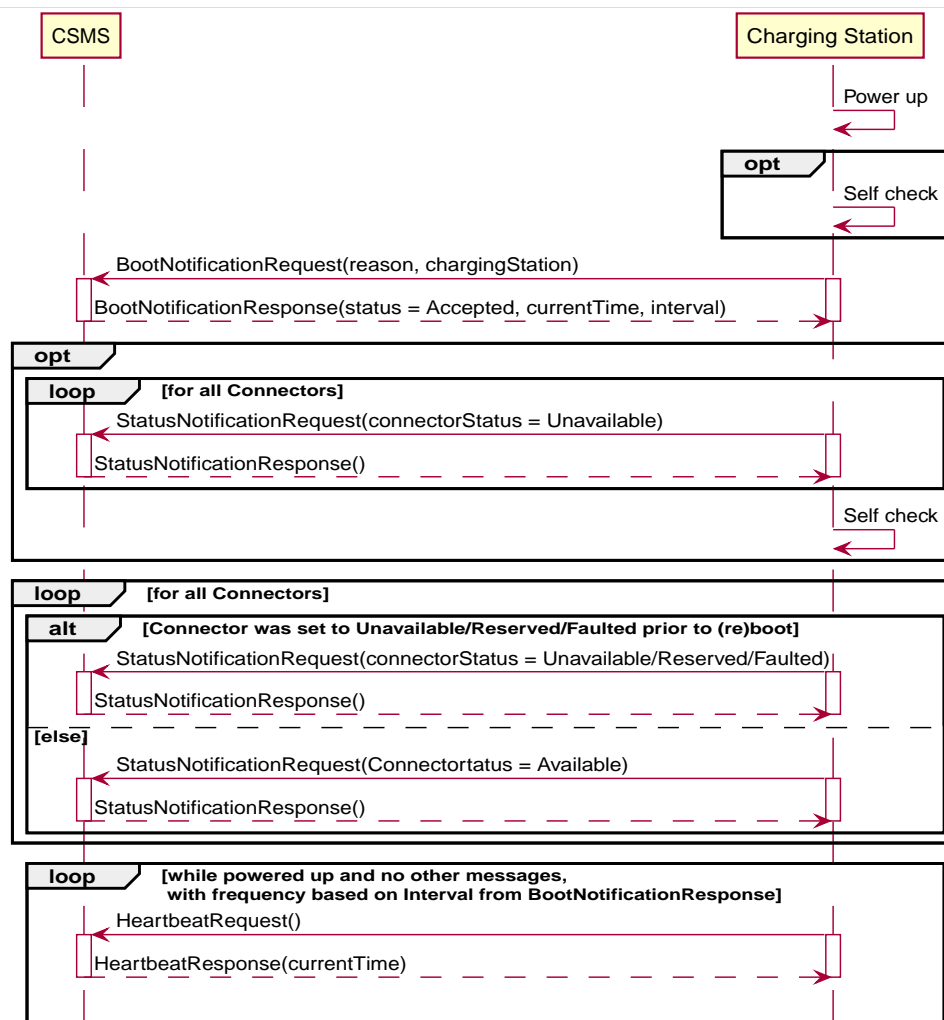 CSMS
Charging Station
Power up
opt
Self check
BootNotificationRequest(reason, chargingStation)
BootNotificationResponse(status = Accepted, currentTime, interval)
opt
loop
[for all Connectors]
StatusNotificationRequest(connectorStatus = Unavailable)
StatusNotificationResponse()
Self check
loop
[for all Connectors]
alt
[Connector was set to Unavailable/Reserved/Faulted prior to (re)boot]
StatusNotificationRequest(connectorStatus = Unavailable/Reserved/Faulted)
StatusNotificationResponse()
[else]
StatusNotificationRequest(Connectortatus = Available)
StatusNotificationResponse()
loop
[while powered up and no other messages,
with frequency based on Interval from BootNotificationResponse]
HeartbeatRequest()
HeartbeatResponse(currentTime)